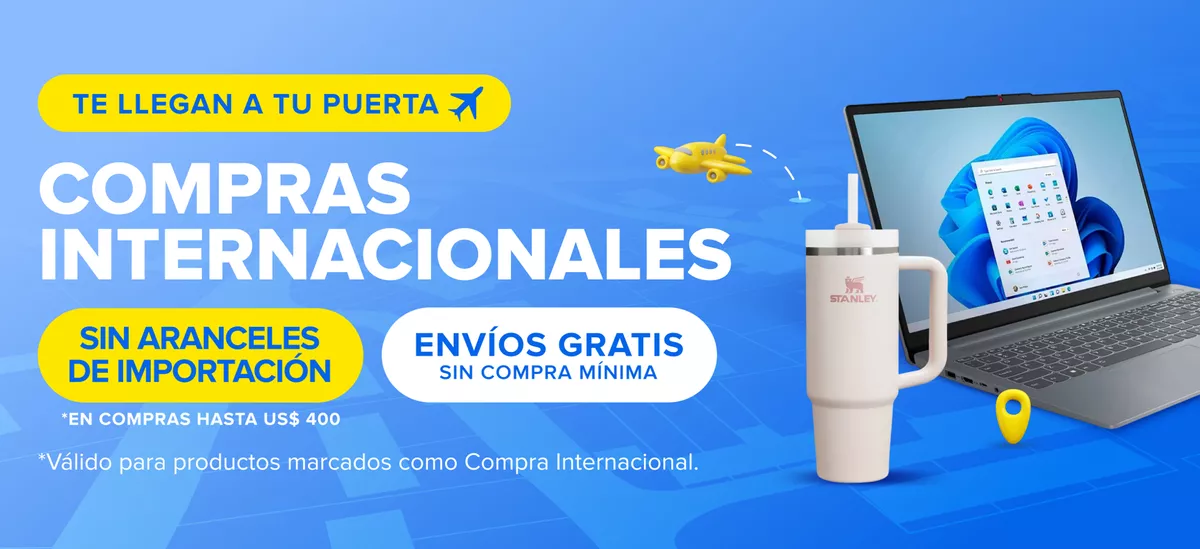 TE LLEGAN A TU PUERTA
COMPRAS
INTERNACIONALES
SIN ARANCELES
DE IMPORTACIÓN
ENVÍOS GRATIS
SIN COMPRA MÍNIMA
*EN COMPRAS HASTA US$ 400
*Válido para productos marcados como Compra Internacional.
STANLEY